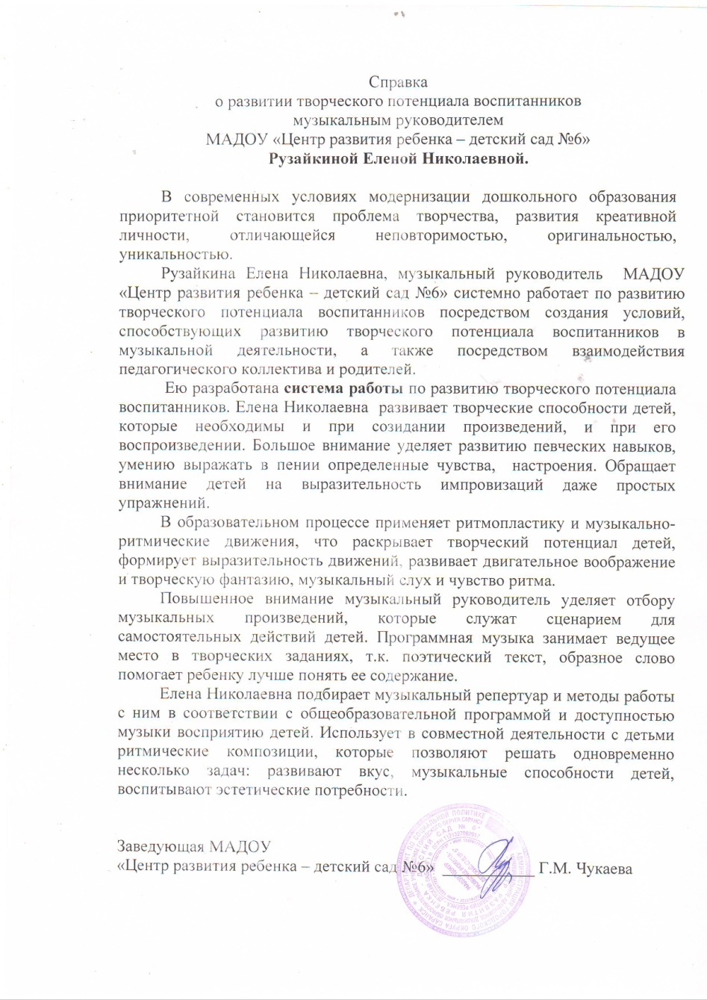 Справка
о развитии творческого потенциала воспитанников
музыкальным руководителем
МАДОУ «Центр развития ребенка – детский сад №6»
Рузайкиной Еленой Николаевной.
В современных условиях модернизации дошкольного образования
приоритетной становится проблема творчества, развития креативной
личности, отличающейся неповторимостью, оригинальностью,
уникальностью.
Рузайкина Елена Николаевна, музыкальный руководитель МАДОУ
«Центр развития ребенка – детский сад №6» системно работает по развитию
творческого потенциала воспитанников посредством создания условий,
способствующих развитию творческого потенциала воспитанников в
музыкальной деятельности, а также посредством взаимодействия
педагогического коллектива и родителей.
Ею разработана система работы по развитию творческого потенциала
воспитанников. Елена Николаевна развивает творческие способности детей,
которые необходимы и при созидании произведений, и при его
воспроизведении. Большое внимание уделяет развитию певческих навыков,
умению выражать в пении определенные чувства, настроения. Обращает
внимание детей на выразительность импровизаций даже простых
упражнений.
В образовательном процессе применяет ритмопластику и музыкально-
ритмические движения, что раскрывает творческий потенциал детей,
формирует выразительность движений, развивает двигательное воображение
и творческую фантазию, музыкальный слух и чувство ритма.
Повышенное внимание музыкальный руководитель уделяет отбору
музыкальных произведений, которые служат сценарием для
самостоятельных действий детей. Программная музыка занимает ведущее
место в творческих заданиях, т.к. поэтический текст, образное слово
помогает ребенку лучше понять ее содержание.
Елена Николаевна подбирает музыкальный репертуар и методы работы
с ним в соответствии с общеобразовательной программой и доступностью
музыки восприятию детей. Использует в совместной деятельности с детьми
ритмические композиции, которые позволяют решать одновременно
несколько задач: развивают вкус, музыкальные способности детей,
воспитывают эстетические потребности.
Заведующая МАДОУ
«Центр развития ребенка – детский сад №6» ___________ Г.М. Чукаева